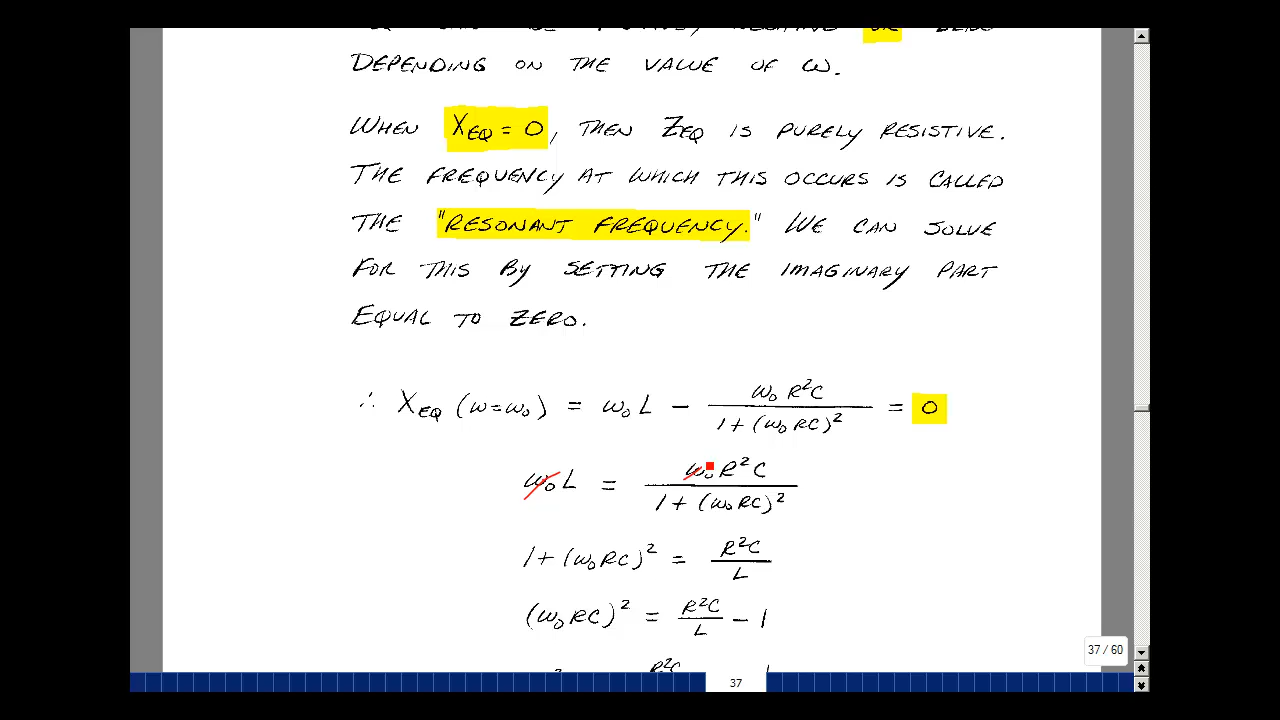 DEPENDING ON THE VALUE OF ω.
WHEN X_EQ = 0, THEN Z_EQ IS PURELY RESISTIVE.
THE FREQUENCY AT WHICH THIS OCCURS IS CALLED
THE "RESONANT FREQUENCY." WE CAN SOLVE
FOR THIS BY SETTING THE IMAGINARY PART
EQUAL TO ZERO.
∴ X_EQ (ω=ω₀) = ω₀L − ω₀R²C / 1+(ω₀RC)² = 0
ω₀L = ω₀R²C / 1+(ω₀RC)²
1+(ω₀RC)² = R²C / L
(ω₀RC)² = R²C / L − 1
37 / 60
37